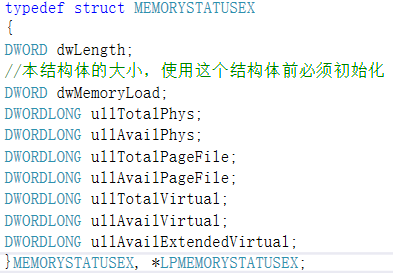 typedef struct MEMORYSTATUSEX
{
DWORD dwLength;
//本结构体的大小，使用这个结构体前必须初始化
DWORD dwMemoryLoad;
DWORDLONG ullTotalPhys;
DWORDLONG ullAvailPhys;
DWORDLONG ullTotalPageFile;
DWORDLONG ullAvailPageFile;
DWORDLONG ullTotalVirtual;
DWORDLONG ullAvailVirtual;
DWORDLONG ullAvailExtendedVirtual;
}MEMORYSTATUSEX, *LPMEMORYSTATUSEX;